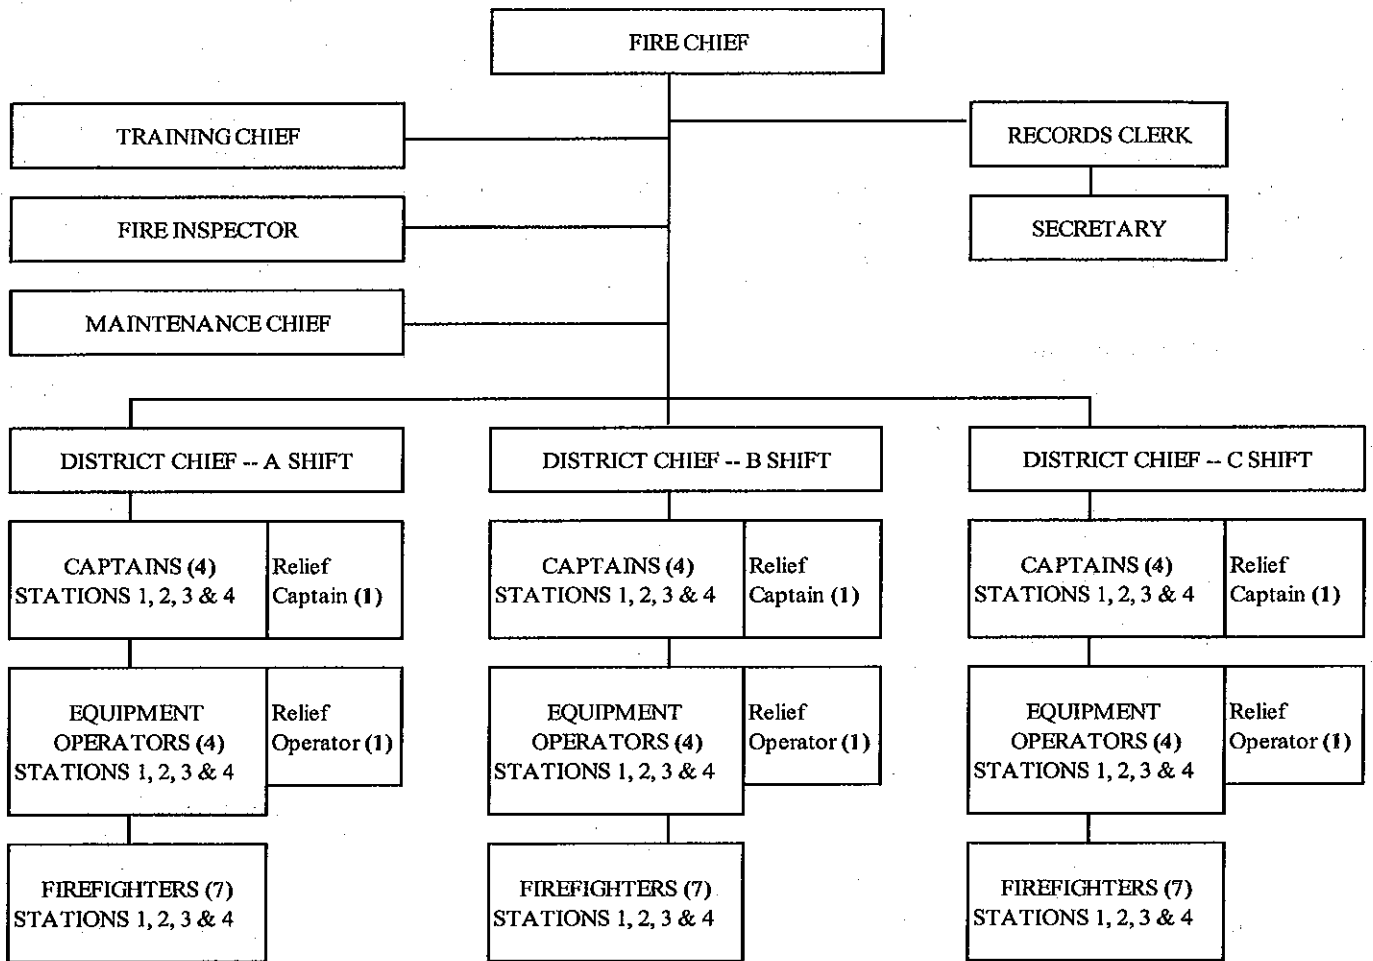 FIRE CHIEF
TRAINING CHIEF
RECORDS CLERK
FIRE INSPECTOR
SECRETARY
MAINTENANCE CHIEF
DISTRICT CHIEF -- A SHIFT
DISTRICT CHIEF -- B SHIFT
DISTRICT CHIEF -- C SHIFT
CAPTAINS (4)
STATIONS 1, 2, 3 & 4
Relief
Captain (1)
CAPTAINS (4)
STATIONS 1, 2, 3 & 4
Relief
Captain (1)
CAPTAINS (4)
STATIONS 1, 2, 3 & 4
Relief
Captain (1)
EQUIPMENT
OPERATORS (4)
STATIONS 1, 2, 3 & 4
Relief
Operator (1)
EQUIPMENT
OPERATORS (4)
STATIONS 1, 2, 3 & 4
Relief
Operator (1)
EQUIPMENT
OPERATORS (4)
STATIONS 1, 2, 3 & 4
Relief
Operator (1)
FIREFIGHTERS (7)
STATIONS 1, 2, 3 & 4
FIREFIGHTERS (7)
STATIONS 1, 2, 3 & 4
FIREFIGHTERS (7)
STATIONS 1, 2, 3 & 4